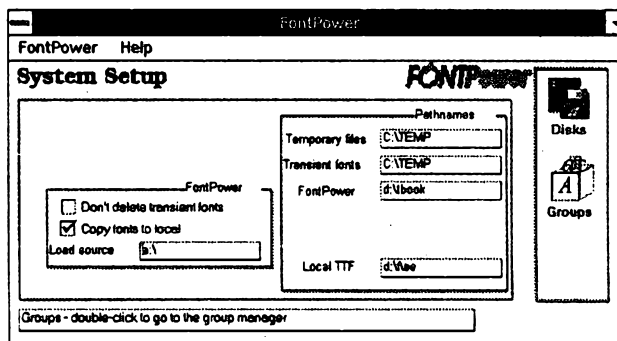 FontPower
FontPower Help
System Setup
FONTPower
Disks
Groups
Pathnames
Temporary files C:\TEMP
Transient fonts C:\TEMP
FontPower
Local TTF
FontPower
Don't delete transient fonts
Copy fonts to local
Load source a:\
Groups - double-click to go to the group manager